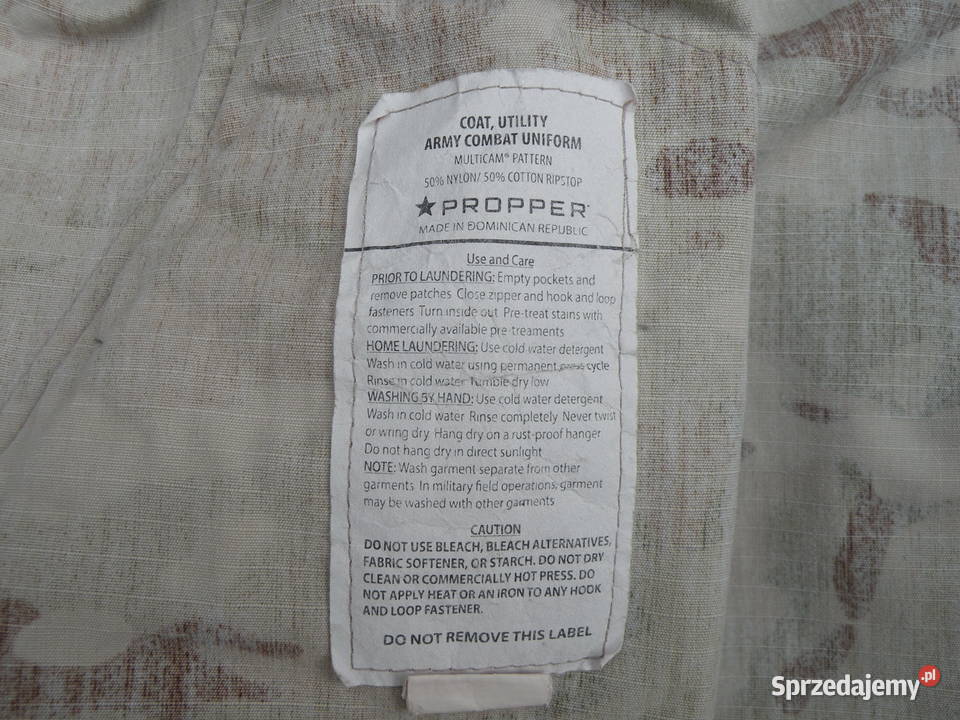 COAT, UTILITY
ARMY COMBAT UNIFORM
MULTICAM® PATTERN
50% NYLON/ 50% COTTON RIPSTOP
★PROPPER
MADE IN DOMINICAN REPUBLIC
Use and Care
PRIOR TO LAUNDERING: Empty pockets and
remove patches Close zipper and hook and loop
fasteners Turn inside out Pre-treat stains with
commercially available pre-treaments
HOME LAUNDERING: Use cold water detergent
Wash in cold water using permanent press cycle
Rinse in cold water Tumble dry low
WASHING BY HAND: Use cold water detergent
Wash in cold water Rinse completely Never twist
or wring dry Hang dry on a rust-proof hanger
Do not hang dry in direct sunlight
NOTE: Wash garment separate from other
garments In military field operations, garment
may be washed with other garments
CAUTION
DO NOT USE BLEACH, BLEACH ALTERNATIVES,
FABRIC SOFTENER, OR STARCH. DO NOT DRY
CLEAN OR COMMERCIALLY HOT PRESS. DO
NOT APPLY HEAT OR AN IRON TO ANY HOOK
AND LOOP FASTENER.
DO NOT REMOVE THIS LABEL
Sprzedajemy.pl